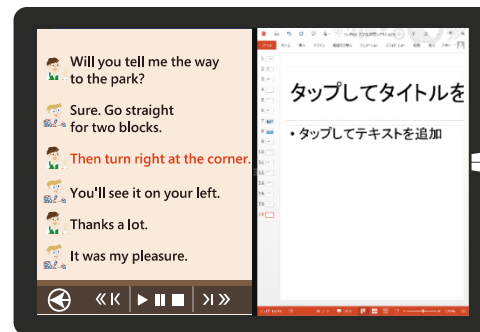 Will you tell me the way
to the park?
Sure. Go straight
for two blocks.
Then turn right at the corner.
You'll see it on your left.
Thanks a lot.
It was my pleasure.
タップしてタイトルを
• タップしてテキストを追加